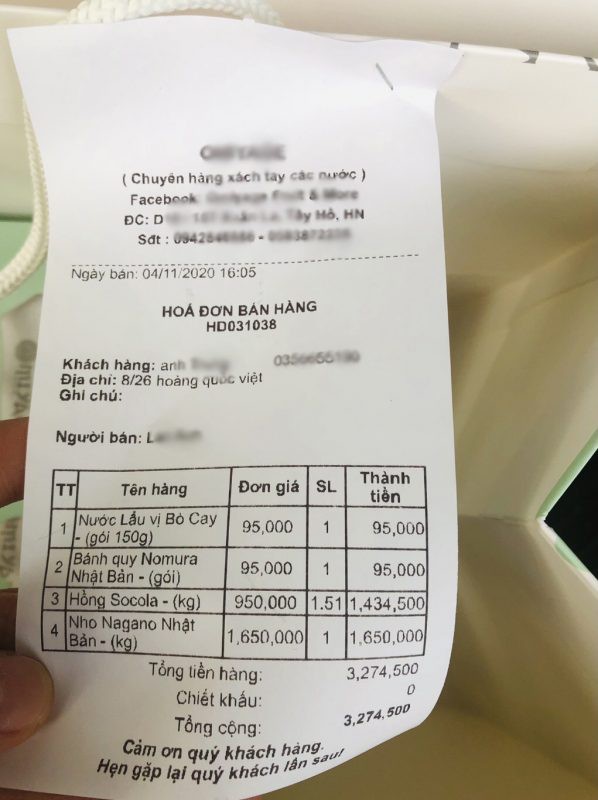 ( Chuyên hàng xách tay các nước )
Facebook: & More
ĐC: Tây Hồ, HN
Sđt :
Ngày bán: 04/11/2020 16:05
HOÁ ĐƠN BÁN HÀNG
HD031038
Khách hàng: anh
Địa chỉ: 8/26 hoàng quốc việt
Ghi chú:
Người bán:
TT Tên hàng Đơn giá SL Thành tiền
1 Nước Lẩu vị Bò Cay - (gói 150g) 95,000 1 95,000
2 Bánh quy Nomura Nhật Bản - (gói) 95,000 1 95,000
3 Hồng Socola - (kg) 950,000 1.51 1,434,500
4 Nho Nagano Nhật Bản - (kg) 1,650,000 1 1,650,000
Tổng tiền hàng: 3,274,500
Chiết khấu: 0
Tổng cộng: 3,274,500
Cảm ơn quý khách hàng.
Hẹn gặp lại quý khách lần sau!